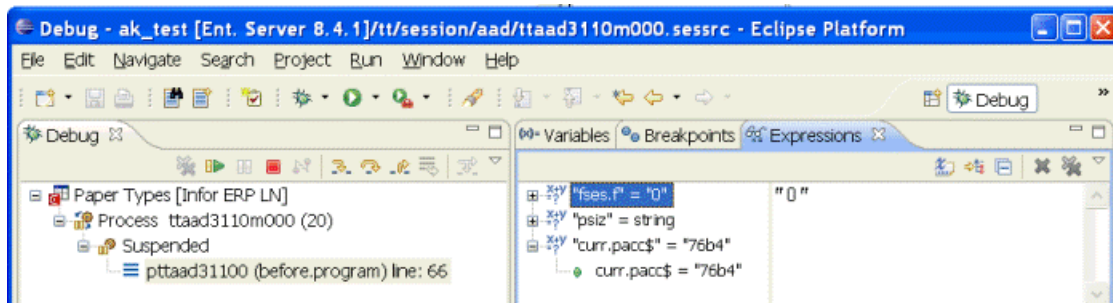 Debug - ak_test [Ent. Server 8.4.1]/tt/session/aad/ttaad3110m000.sessrc - Eclipse Platform
File Edit Navigate Search Project Run Window Help
Debug »
Debug
Variables Breakpoints Expressions
Paper Types [Infor ERP LN]
Process ttaad3110m000 (20)
Suspended
pttaad31100 (before.program) line: 66
X+Y =? "fses.f" = "0"
X+Y =? "psiz" = string
X+Y =? "curr.pacc$" = "76b4"
curr.pacc$ = "76b4"
"0"